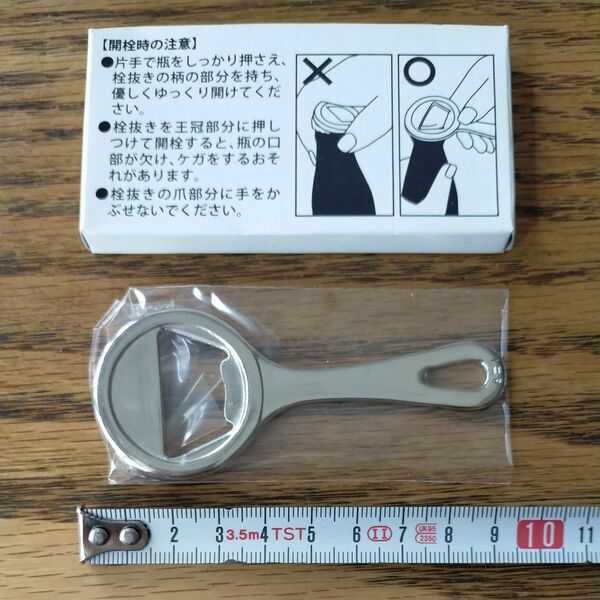 【開栓時の注意】
●片手で瓶をしっかり押さえ、
栓抜きの柄の部分を持ち、
優しくゆっくり開けてくだ
さい。
●栓抜きを王冠部分に押し
つけて開栓すると、瓶の口
部が欠け、ケガをするおそ
れがあります。
●栓抜きの爪部分に手をか
ぶせないでください。
2 3 3.5m 4 TST 5 6 II 7 UK95 2350 8 9 10 11